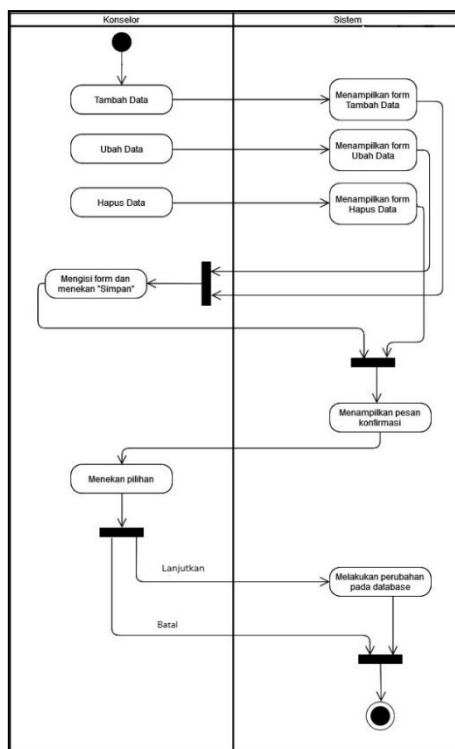 Konselor
Sistem
Tambah Data
Menampilkan form
Tambah Data
Ubah Data
Menampilkan form
Ubah Data
Hapus Data
Menampilkan form
Hapus Data
Mengisi form dan
menekan "Simpan"
Menampilkan pesan
konfirmasi
Menekan pilihan
Lanjutkan
Melakukan perubahan
pada database
Batal